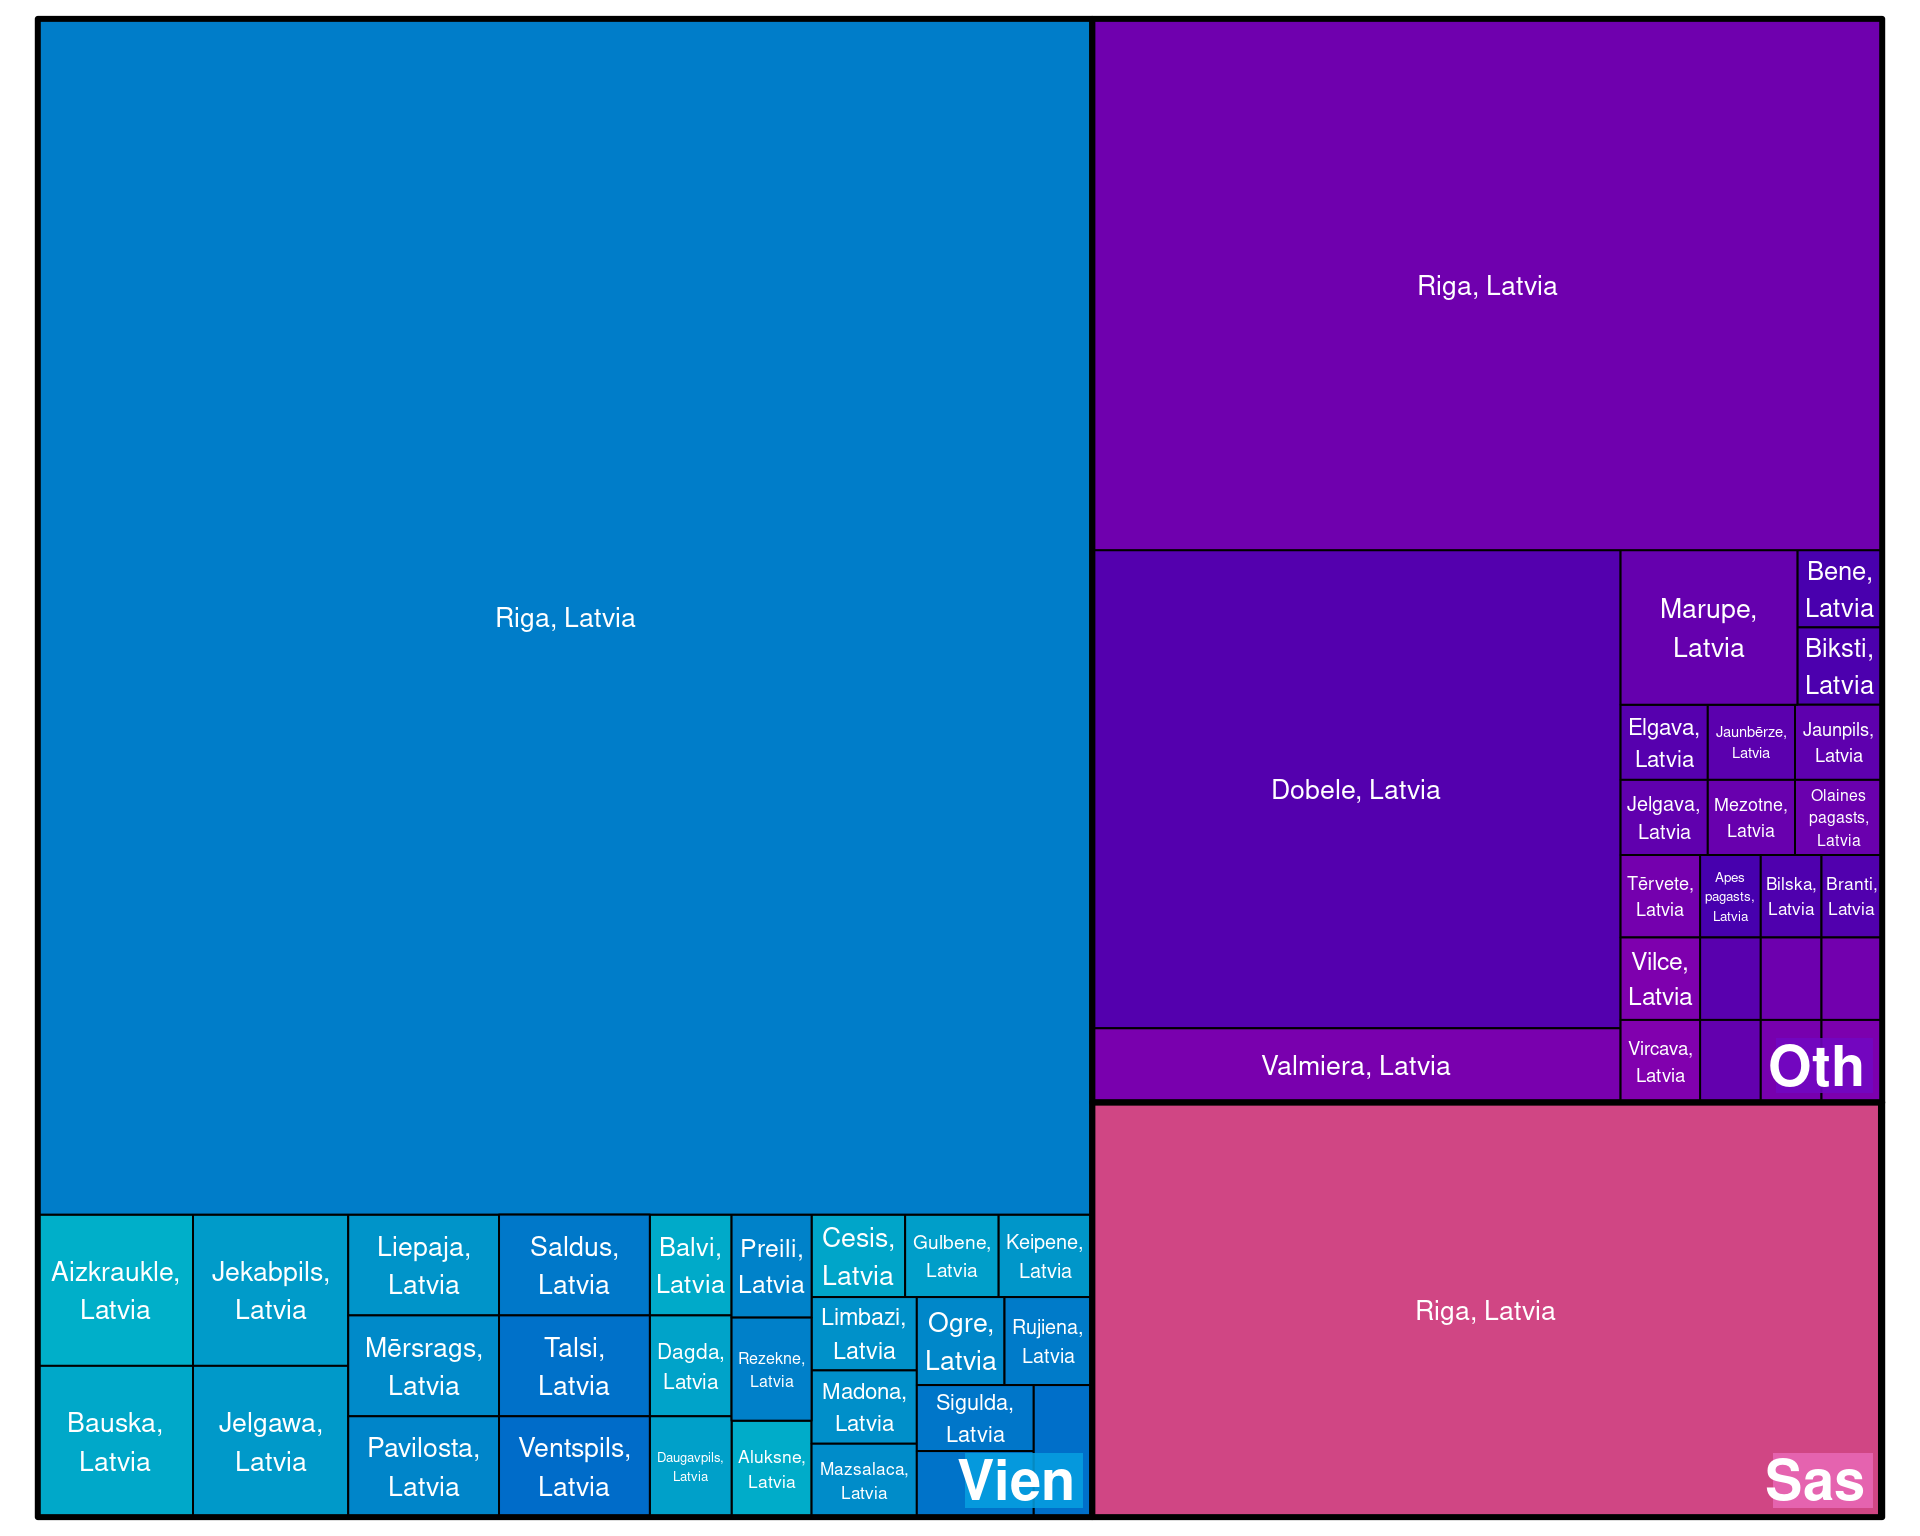 Riga, Latvia
Aizkraukle,
Latvia
Bauska,
Latvia
Jekabpils,
Latvia
Jelgawa,
Latvia
Liepaja,
Latvia
Mērsrags,
Latvia
Pavilosta,
Latvia
Saldus,
Latvia
Talsi,
Latvia
Ventspils,
Latvia
Balvi,
Latvia
Dagda,
Latvia
Daugavpils,
Latvia
Preili,
Latvia
Rezekne,
Latvia
Aluksne,
Latvia
Cesis,
Latvia
Gulbene,
Latvia
Keipene,
Latvia
Limbazi,
Latvia
Madona,
Latvia
Mazsalaca,
Latvia
Ogre,
Latvia
Rujiena,
Latvia
Sigulda,
Latvia
Vien
Riga, Latvia
Dobele, Latvia
Valmiera, Latvia
Marupe,
Latvia
Bene,
Latvia
Biksti,
Latvia
Elgava,
Latvia
Jaunbērze,
Latvia
Jaunpils,
Latvia
Jelgava,
Latvia
Mezotne,
Latvia
Olaines
pagasts,
Latvia
Tērvete,
Latvia
Apes
pagasts,
Latvia
Bilska,
Latvia
Branti,
Latvia
Vilce,
Latvia
Vircava,
Latvia
Oth
Riga, Latvia
Sas